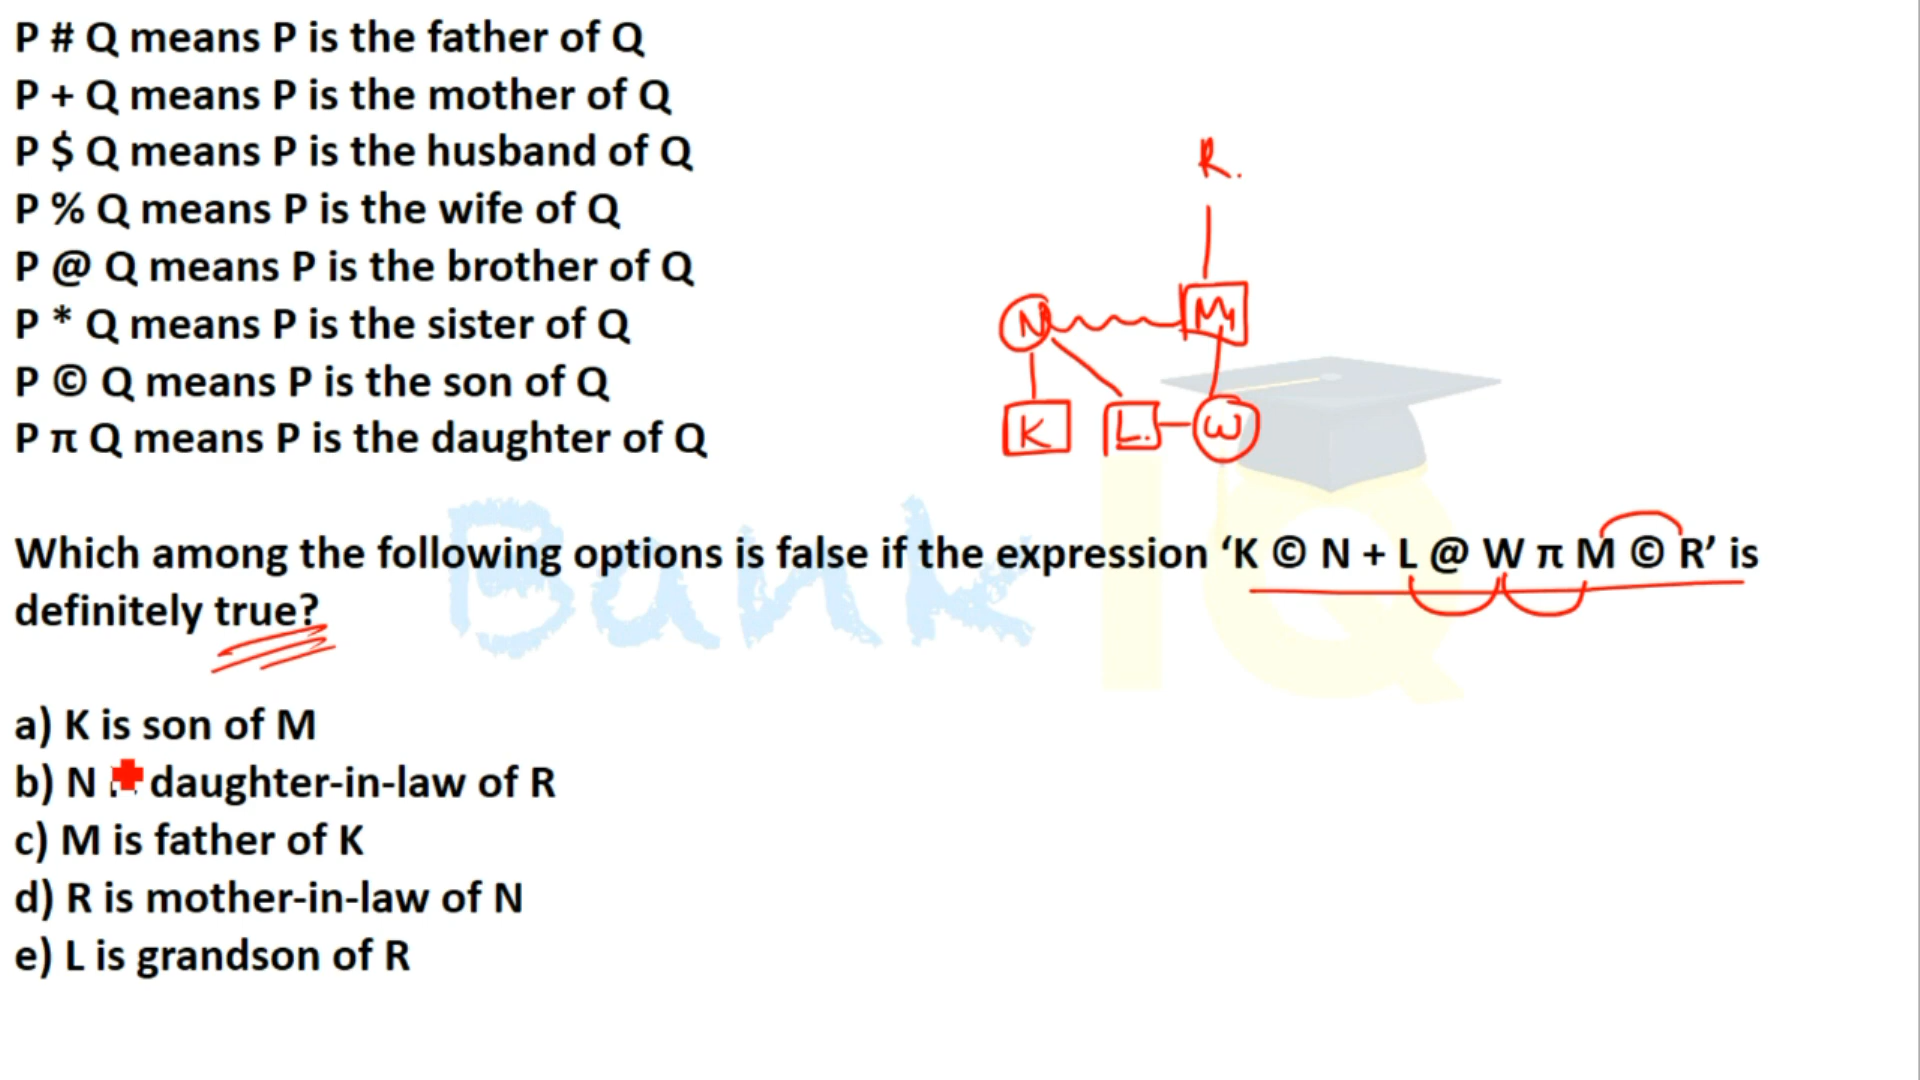 P # Q means P is the father of Q
P + Q means P is the mother of Q
P $ Q means P is the husband of Q
P % Q means P is the wife of Q
P @ Q means P is the brother of Q
P * Q means P is the sister of Q
P © Q means P is the son of Q
P π Q means P is the daughter of Q
R.
N M
K L. W
Bank IQ
Which among the following options is false if the expression ‘K © N + L @ W π M © R’ is
definitely true?
a) K is son of M
b) N daughter-in-law of R
c) M is father of K
d) R is mother-in-law of N
e) L is grandson of R